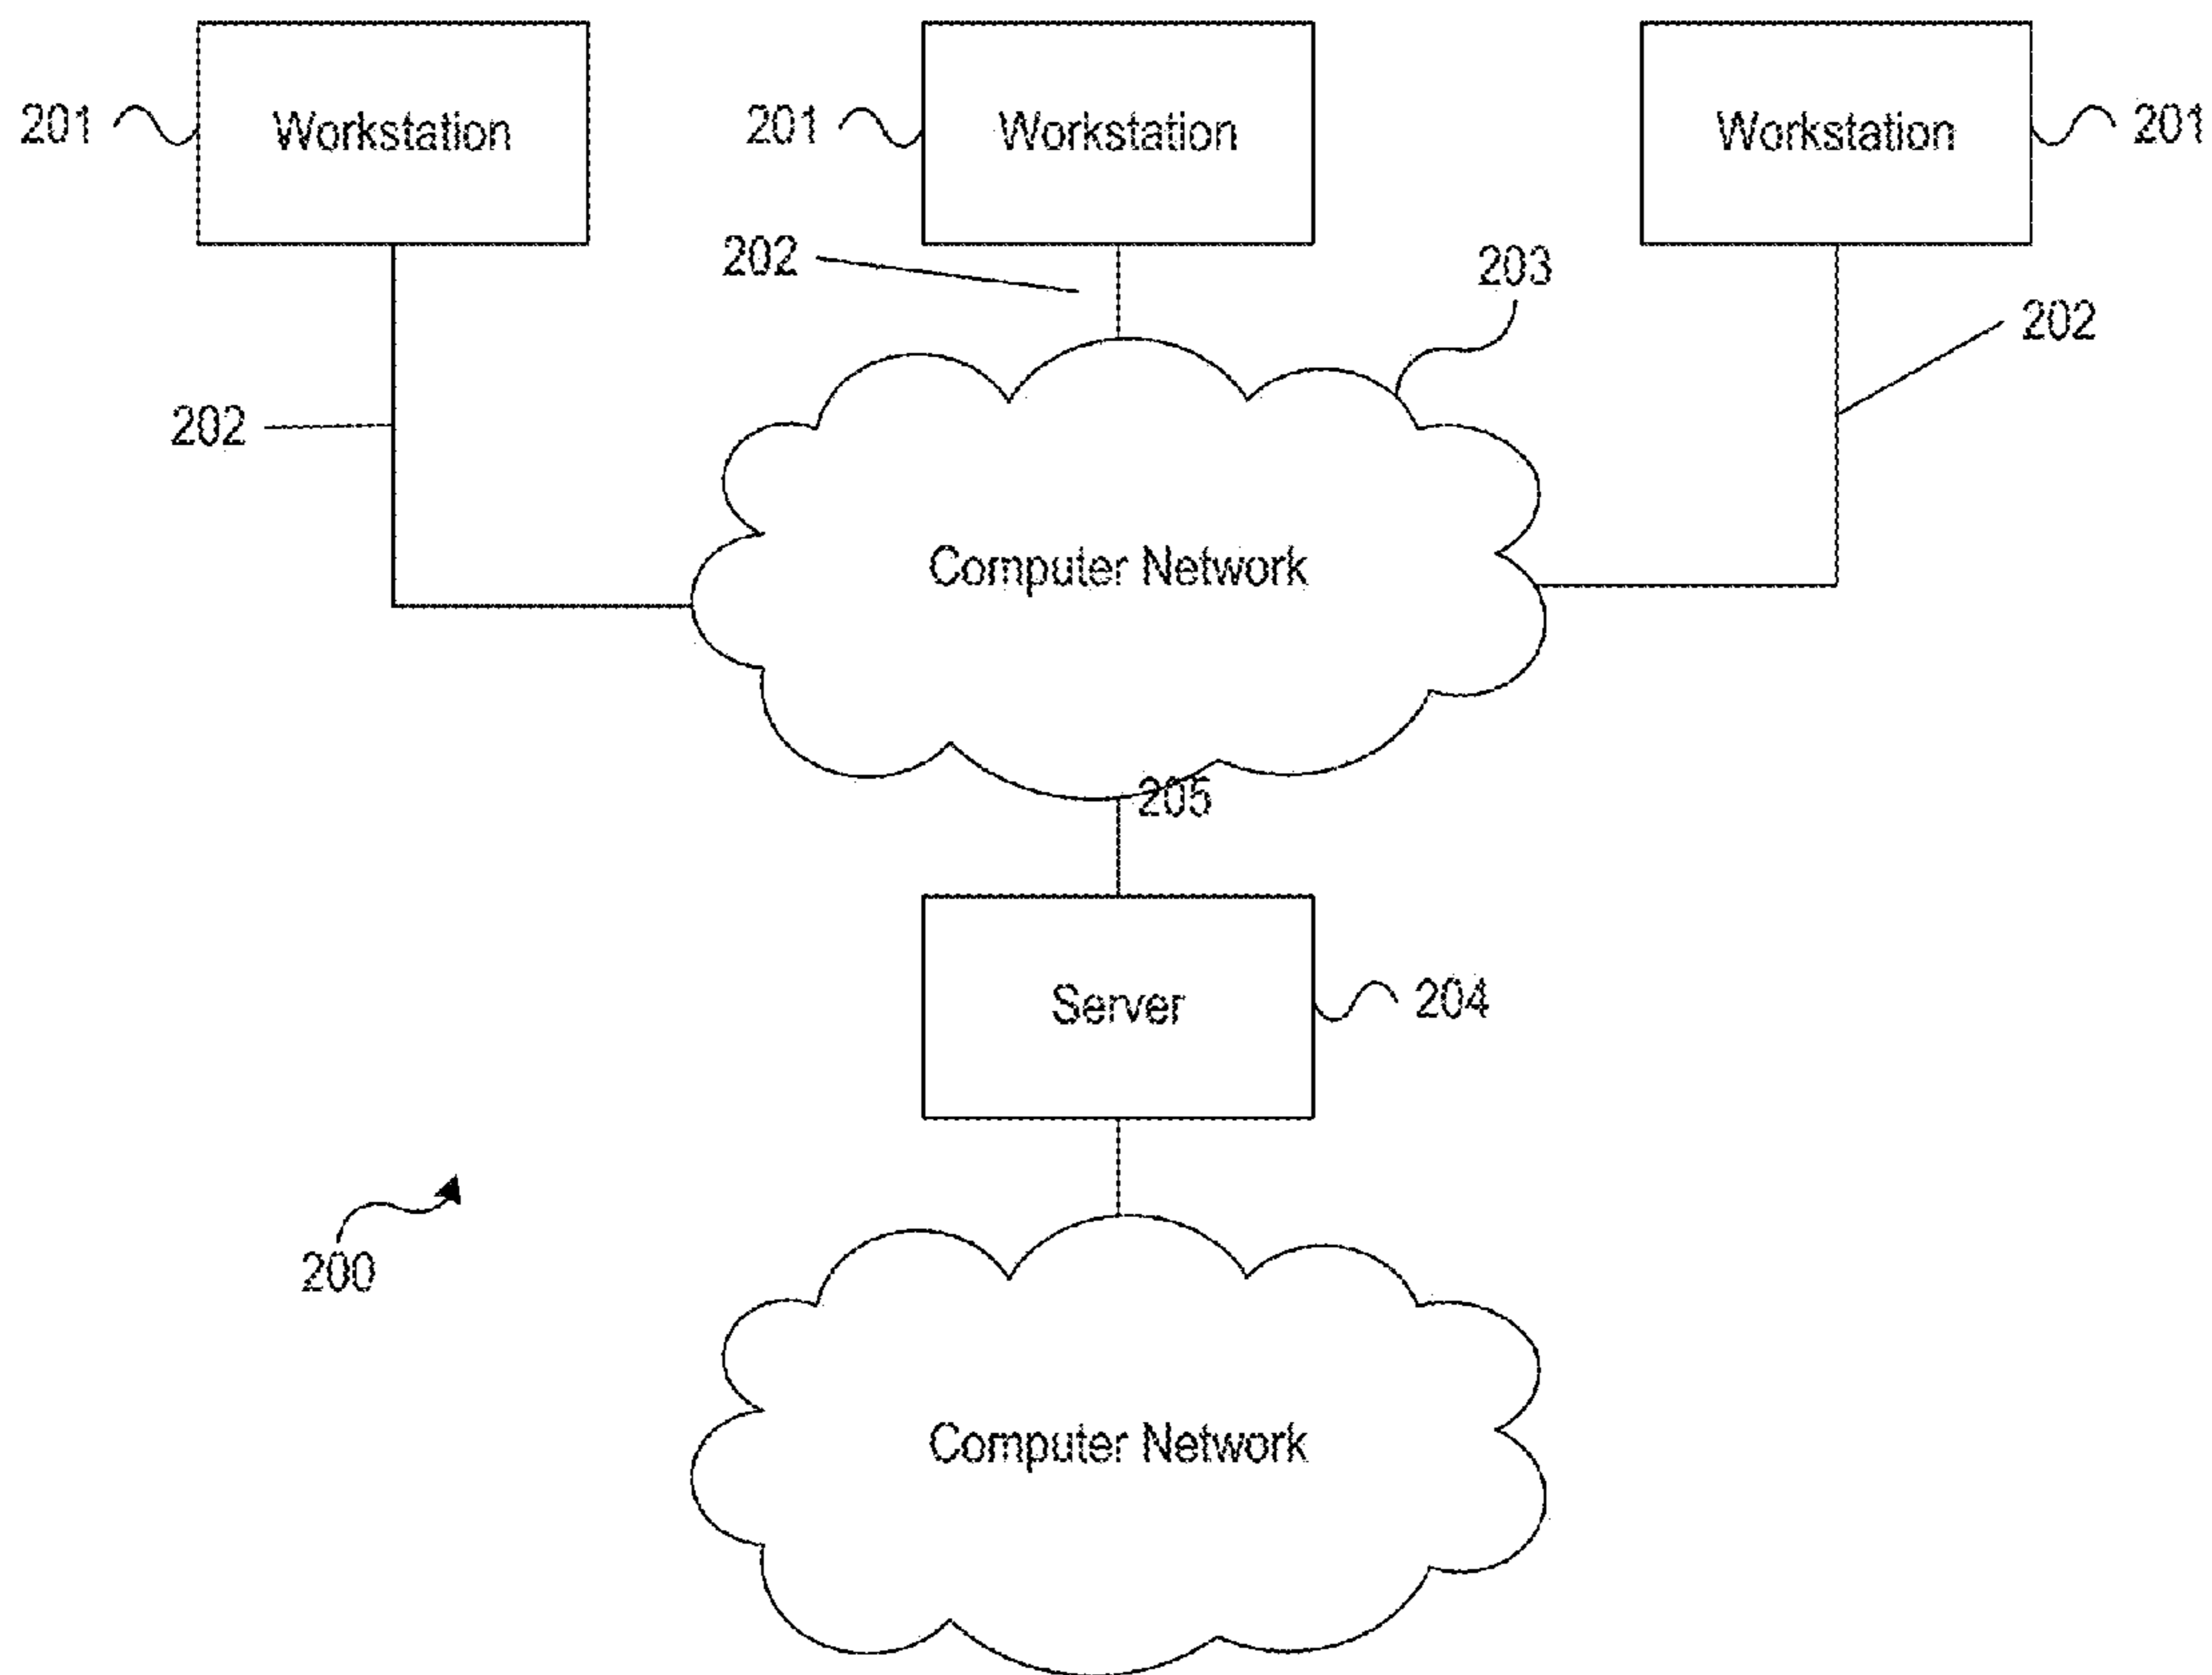 201 Workstation
201 Workstation
Workstation 201
202
203
202
202
Computer Network
205
Server 204
200
Computer Network